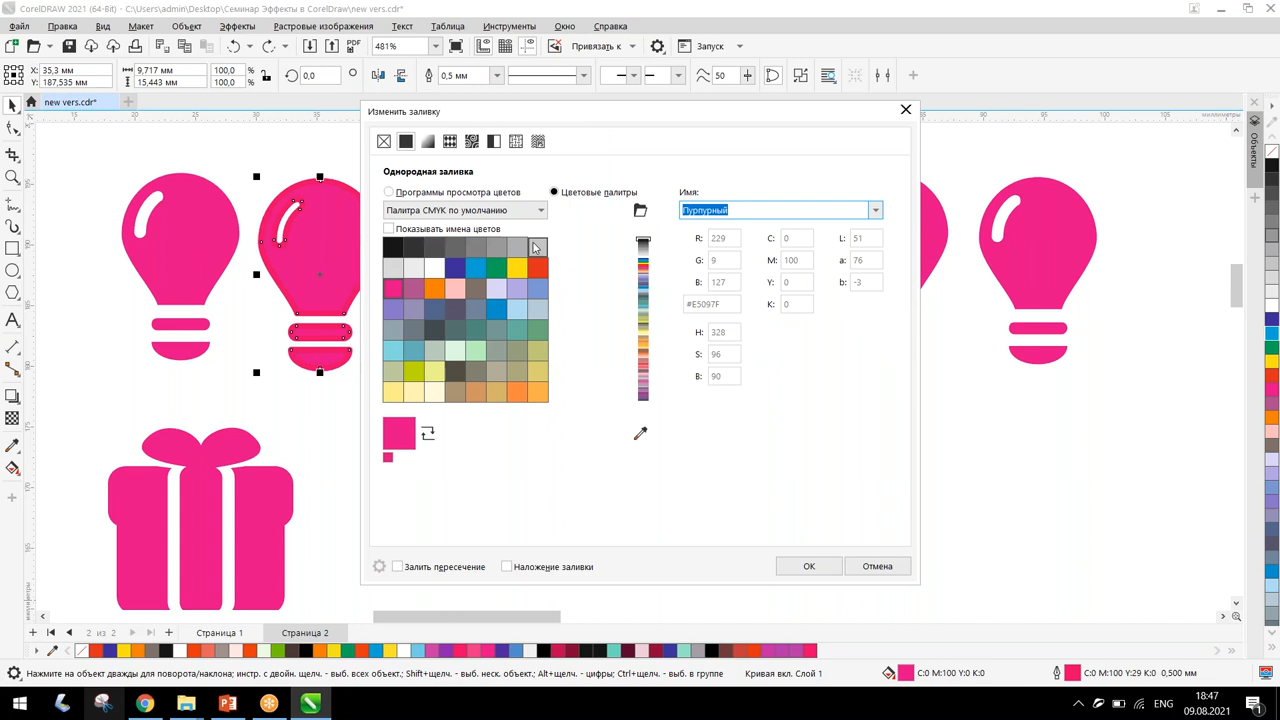 CorelDRAW 2021 (64-Bit) - C:\Users\admin\Desktop\Семинар Эффекты в CorelDraw\new vers.cdr*
Файл Правка Вид Макет Объект Эффекты Растровые изображения Текст Таблица Инструменты Окно Справка
PDF 481% Привязать к Запуск
X: 35,3 mm 9,717 мм 100,0 % 0,0 ° 0,5 мм 50
Y: 187,535 mm 15,443 мм 100,0 %
new vers.cdr*
миллиметры
Изменить заливку
Однородная заливка
Программы просмотра цветов Цветовые палитры Имя:
Палитра CMYK по умолчанию Пурпурный
Показывать имена цветов
R: 229 C: 0 L: 51
G: 9 M: 100 a: 76
B: 127 Y: 0 b: -3
#E5097F K: 0
H: 328
S: 96
B: 90
Залить пересечение Наложение заливки OK Отмена
Объекты
2 из 2 Страница 1 Страница 2
Нажмите на объект дважды для поворота/наклона; инстр. с двойн. щелч. - выб. всех объект.; Shift+щелч. - выб. неск. объект.; Alt+щелч. - цифры; Ctrl+щелч. - выб. в группе Кривая вкл. Слой 1 C:0 M:100 Y:0 K:0 C:0 M:100 Y:29 K:0 0,500 мм
ENG 18:47
09.08.2021